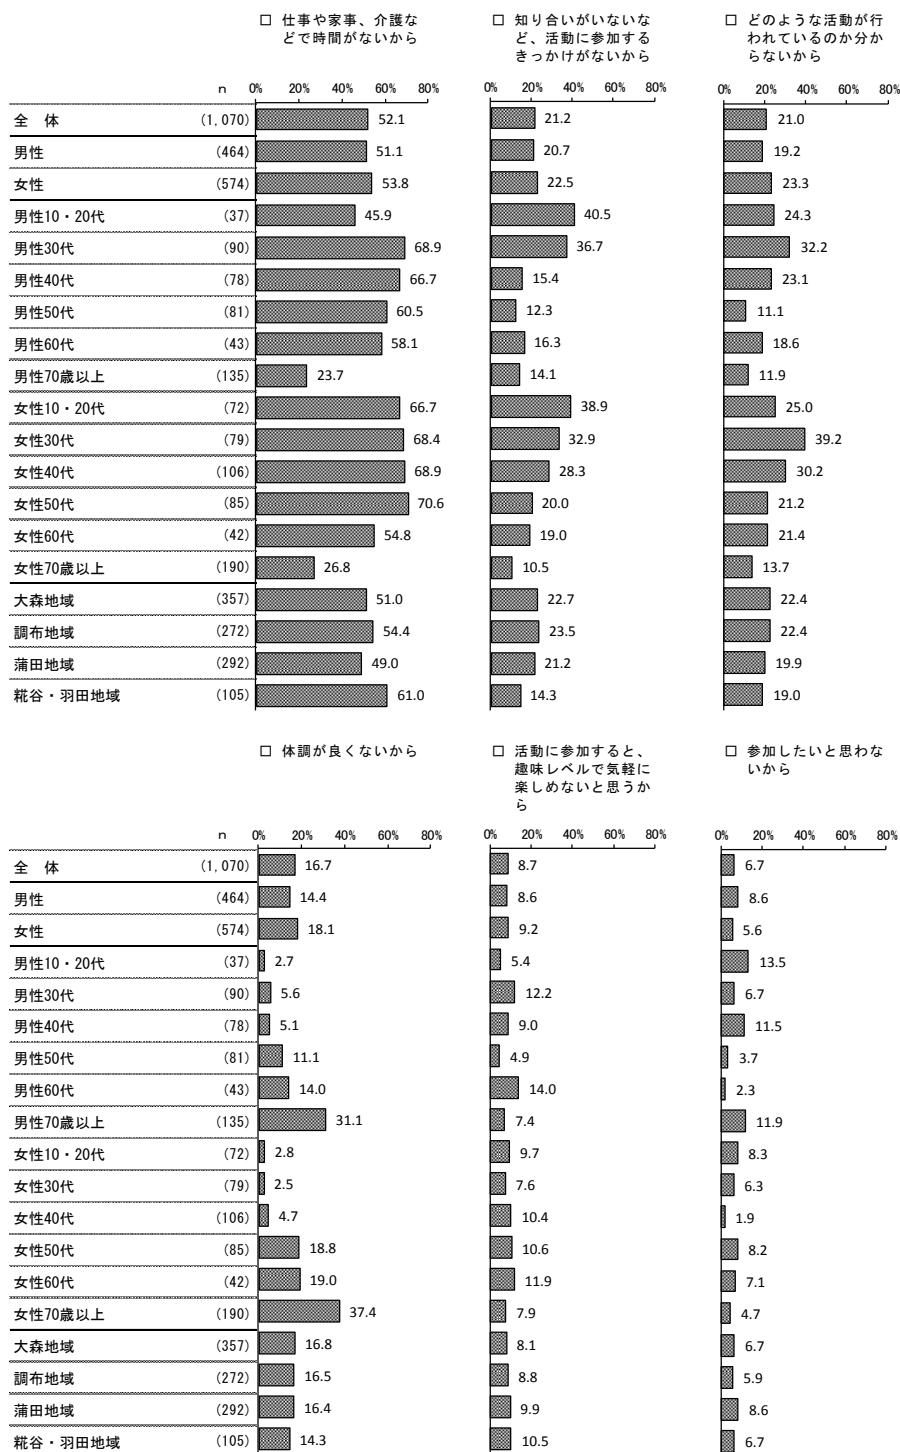 □ 仕事や家事、介護な
どで時間がないから
□ 知り合いがいないな
ど、活動に参加する
きっかけがないから
□ どのような活動が行
われているのか分か
らないから
n 0% 20% 40% 60% 80% 0% 20% 40% 60% 80% 0% 20% 40% 60% 80%
全 体 (1,070) 52.1 21.2 21.0
男性 (464) 51.1 20.7 19.2
女性 (574) 53.8 22.5 23.3
男性10・20代 (37) 45.9 40.5 24.3
男性30代 (90) 68.9 36.7 32.2
男性40代 (78) 66.7 15.4 23.1
男性50代 (81) 60.5 12.3 11.1
男性60代 (43) 58.1 16.3 18.6
男性70歳以上 (135) 23.7 14.1 11.9
女性10・20代 (72) 66.7 38.9 25.0
女性30代 (79) 68.4 32.9 39.2
女性40代 (106) 68.9 28.3 30.2
女性50代 (85) 70.6 20.0 21.2
女性60代 (42) 54.8 19.0 21.4
女性70歳以上 (190) 26.8 10.5 13.7
大森地域 (357) 51.0 22.7 22.4
調布地域 (272) 54.4 23.5 22.4
蒲田地域 (292) 49.0 21.2 19.9
糀谷・羽田地域 (105) 61.0 14.3 19.0
□ 体調が良くないから
□ 活動に参加すると、
趣味レベルで気軽に
楽しめないと思うか
ら
□ 参加したいと思わな
いから
n 0% 20% 40% 60% 80% 0% 20% 40% 60% 80% 0% 20% 40% 60% 80%
全 体 (1,070) 16.7 8.7 6.7
男性 (464) 14.4 8.6 8.6
女性 (574) 18.1 9.2 5.6
男性10・20代 (37) 2.7 5.4 13.5
男性30代 (90) 5.6 12.2 6.7
男性40代 (78) 5.1 9.0 11.5
男性50代 (81) 11.1 4.9 3.7
男性60代 (43) 14.0 14.0 2.3
男性70歳以上 (135) 31.1 7.4 11.9
女性10・20代 (72) 2.8 9.7 8.3
女性30代 (79) 2.5 7.6 6.3
女性40代 (106) 4.7 10.4 1.9
女性50代 (85) 18.8 10.6 8.2
女性60代 (42) 19.0 11.9 7.1
女性70歳以上 (190) 37.4 7.9 4.7
大森地域 (357) 16.8 8.1 6.7
調布地域 (272) 16.5 8.8 5.9
蒲田地域 (292) 16.4 9.9 8.6
糀谷・羽田地域 (105) 14.3 10.5 6.7